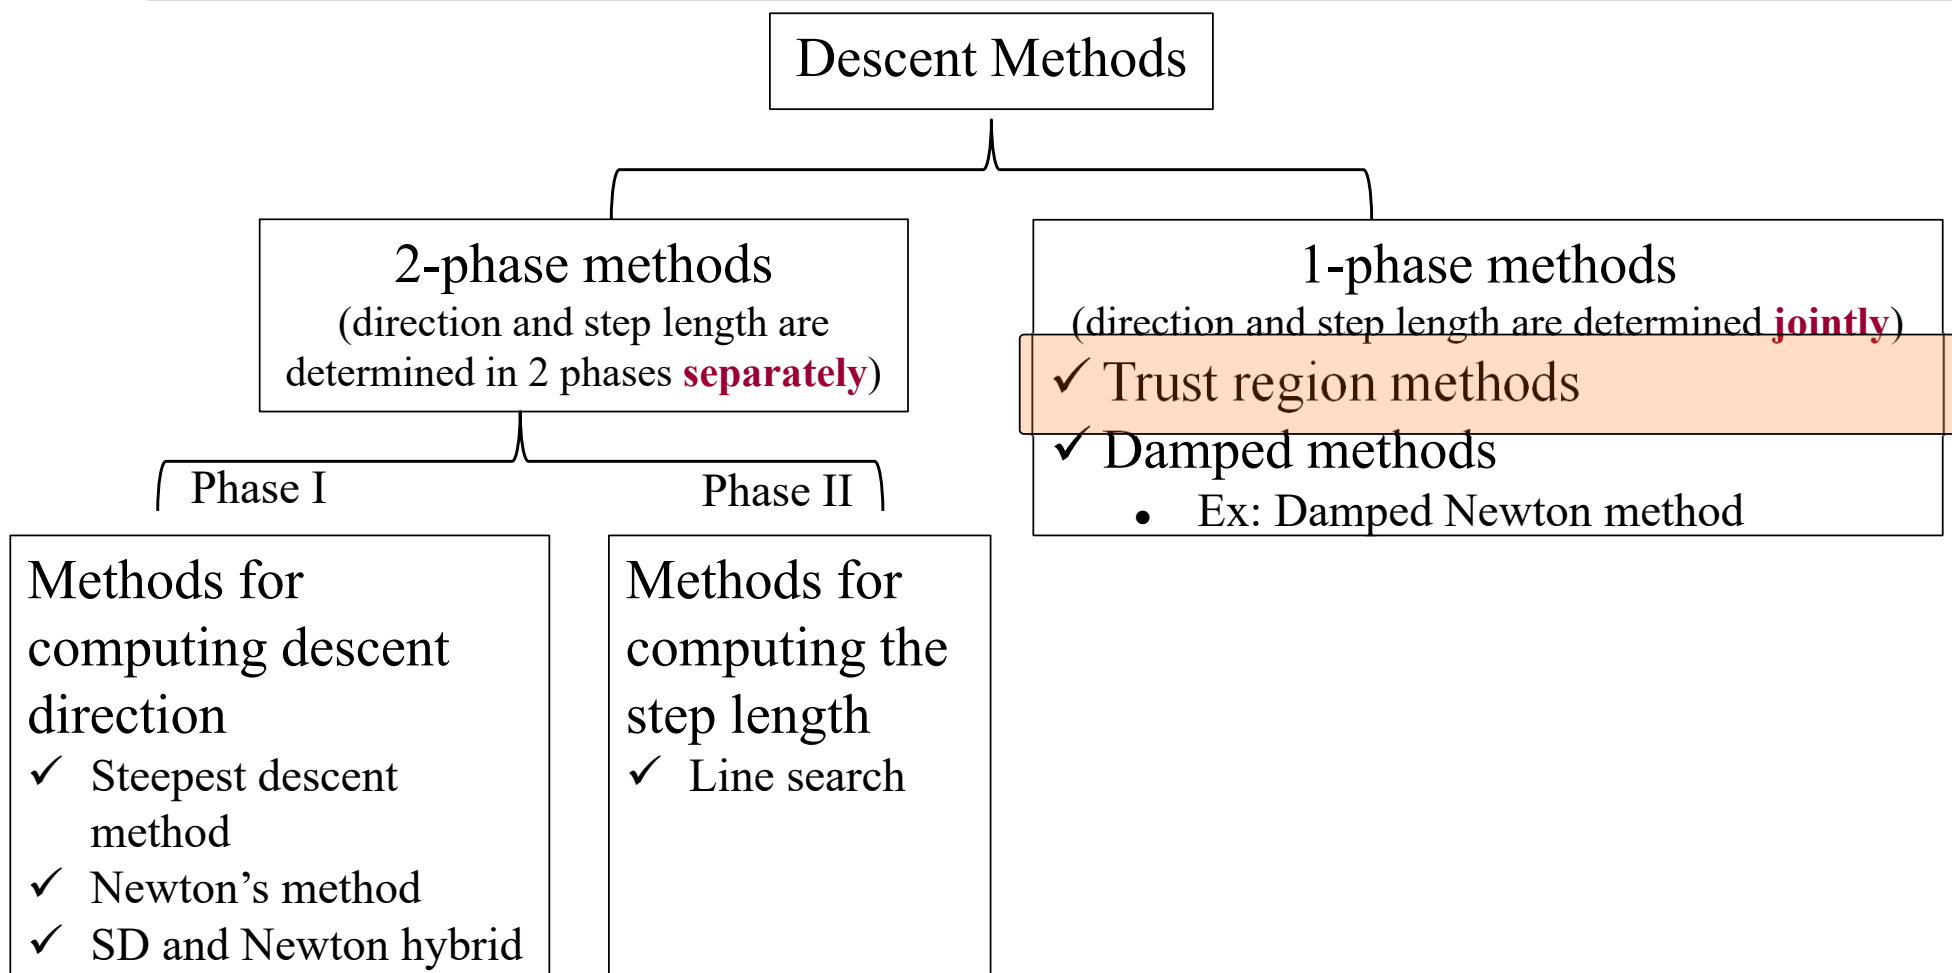 Descent Methods
2-phase methods
(direction and step length are
determined in 2 phases separately)
1-phase methods
(direction and step length are determined jointly)
✓ Trust region methods
✓ Damped methods
• Ex: Damped Newton method
Phase I
Phase II
Methods for
computing descent
direction
✓ Steepest descent
method
✓ Newton’s method
✓ SD and Newton hybrid
Methods for
computing the
step length
✓ Line search